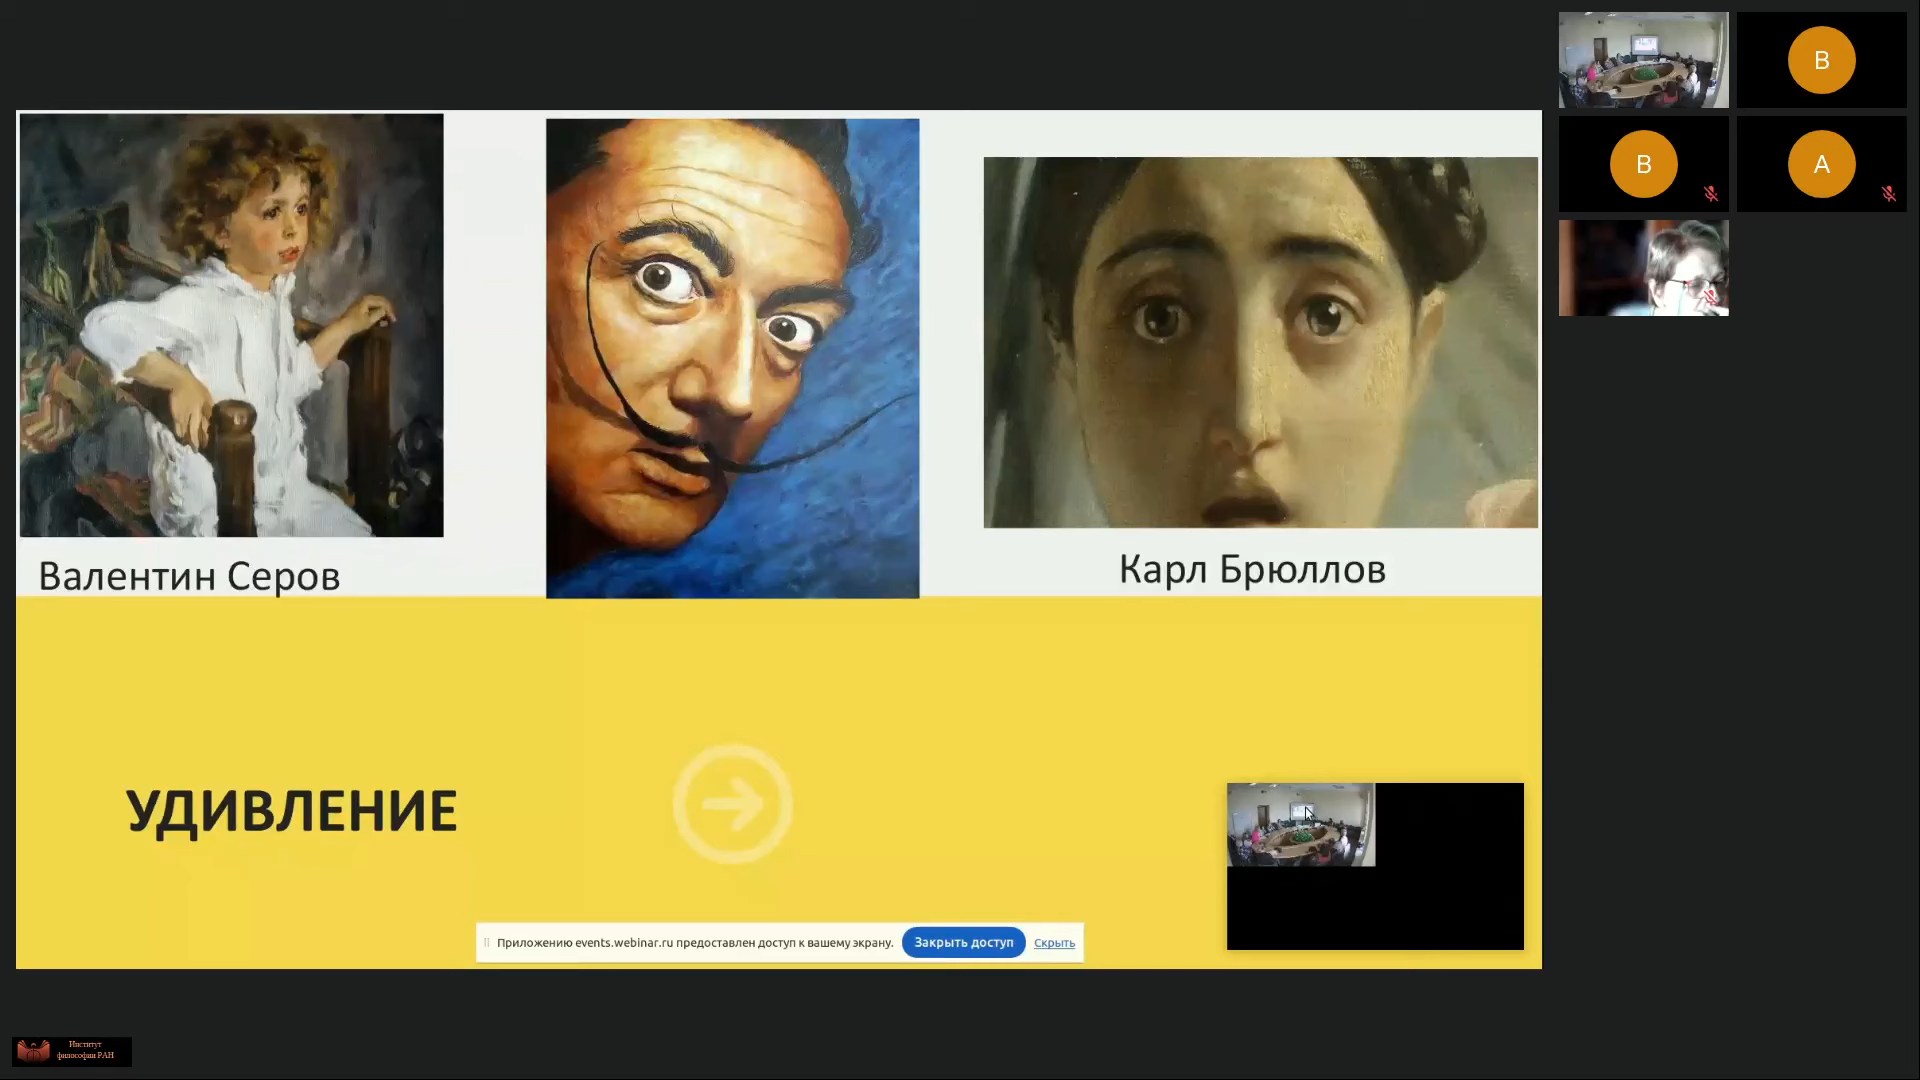 B
B
A
Валентин Серов
Карл Брюллов
УДИВЛЕНИЕ
Приложению events.webinar.ru предоставлен доступ к вашему экрану.
Закрыть доступ
Скрыть
Институт
философии РАН